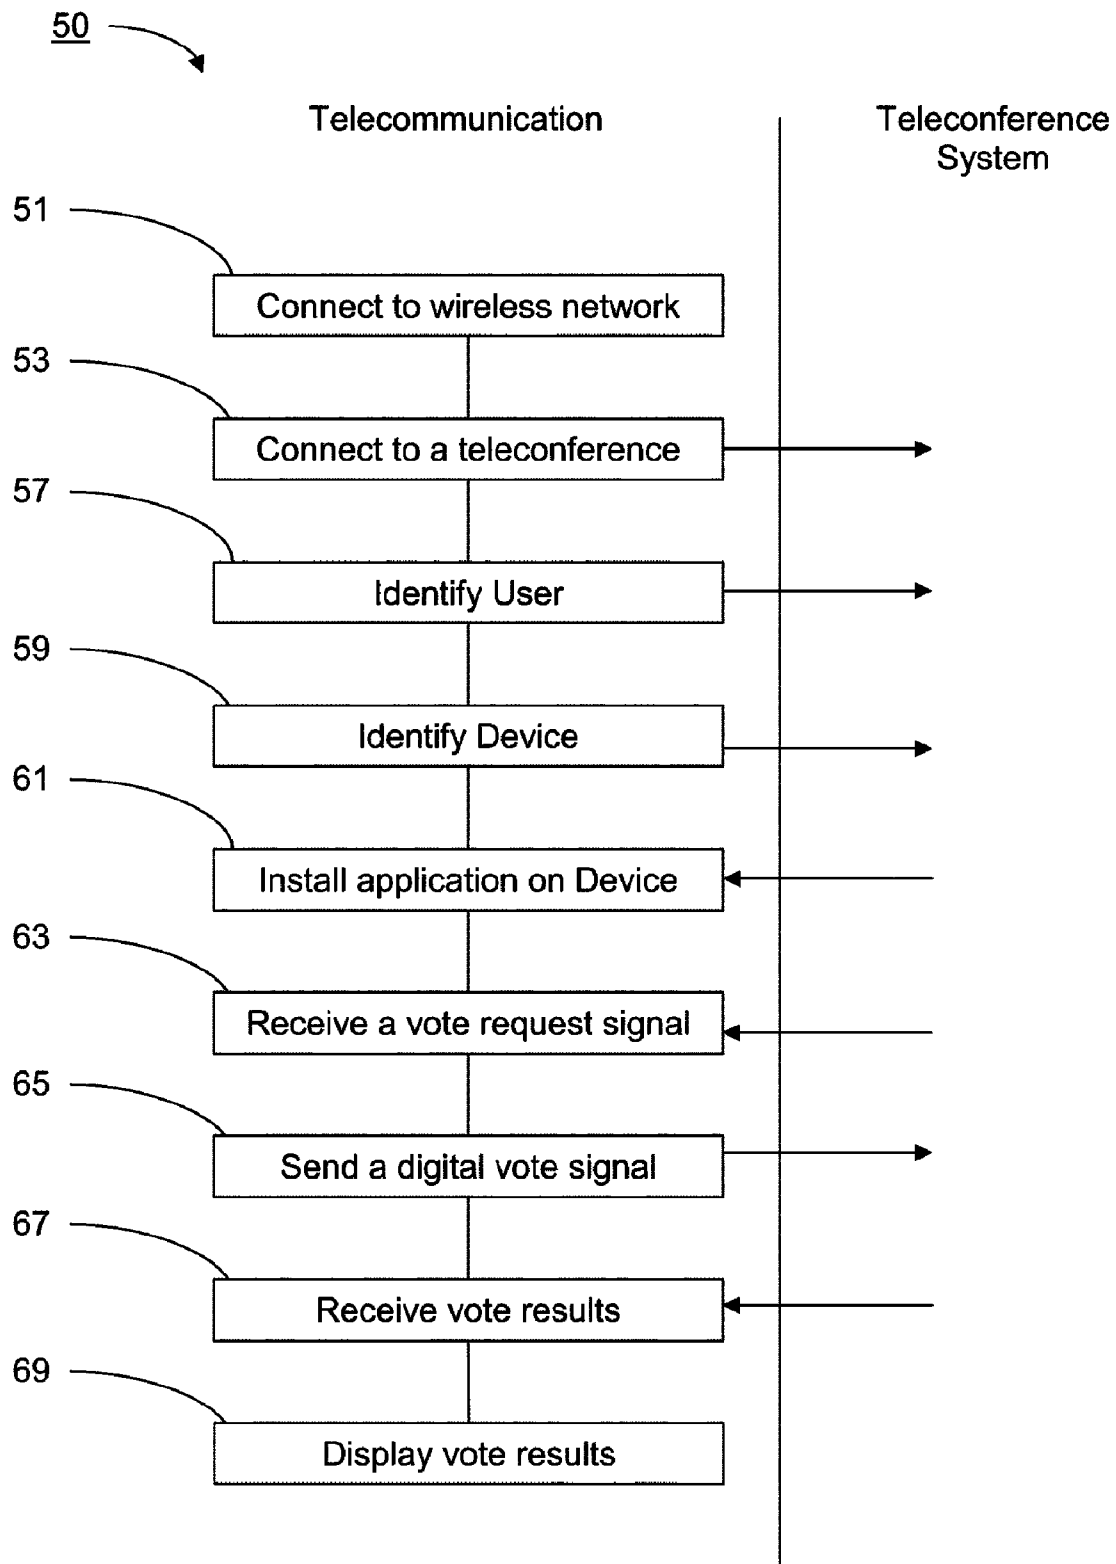 50
Telecommunication
Teleconference
System
51
Connect to wireless network
53
Connect to a teleconference
57
Identify User
59
Identify Device
61
Install application on Device
63
Receive a vote request signal
65
Send a digital vote signal
67
Receive vote results
69
Display vote results